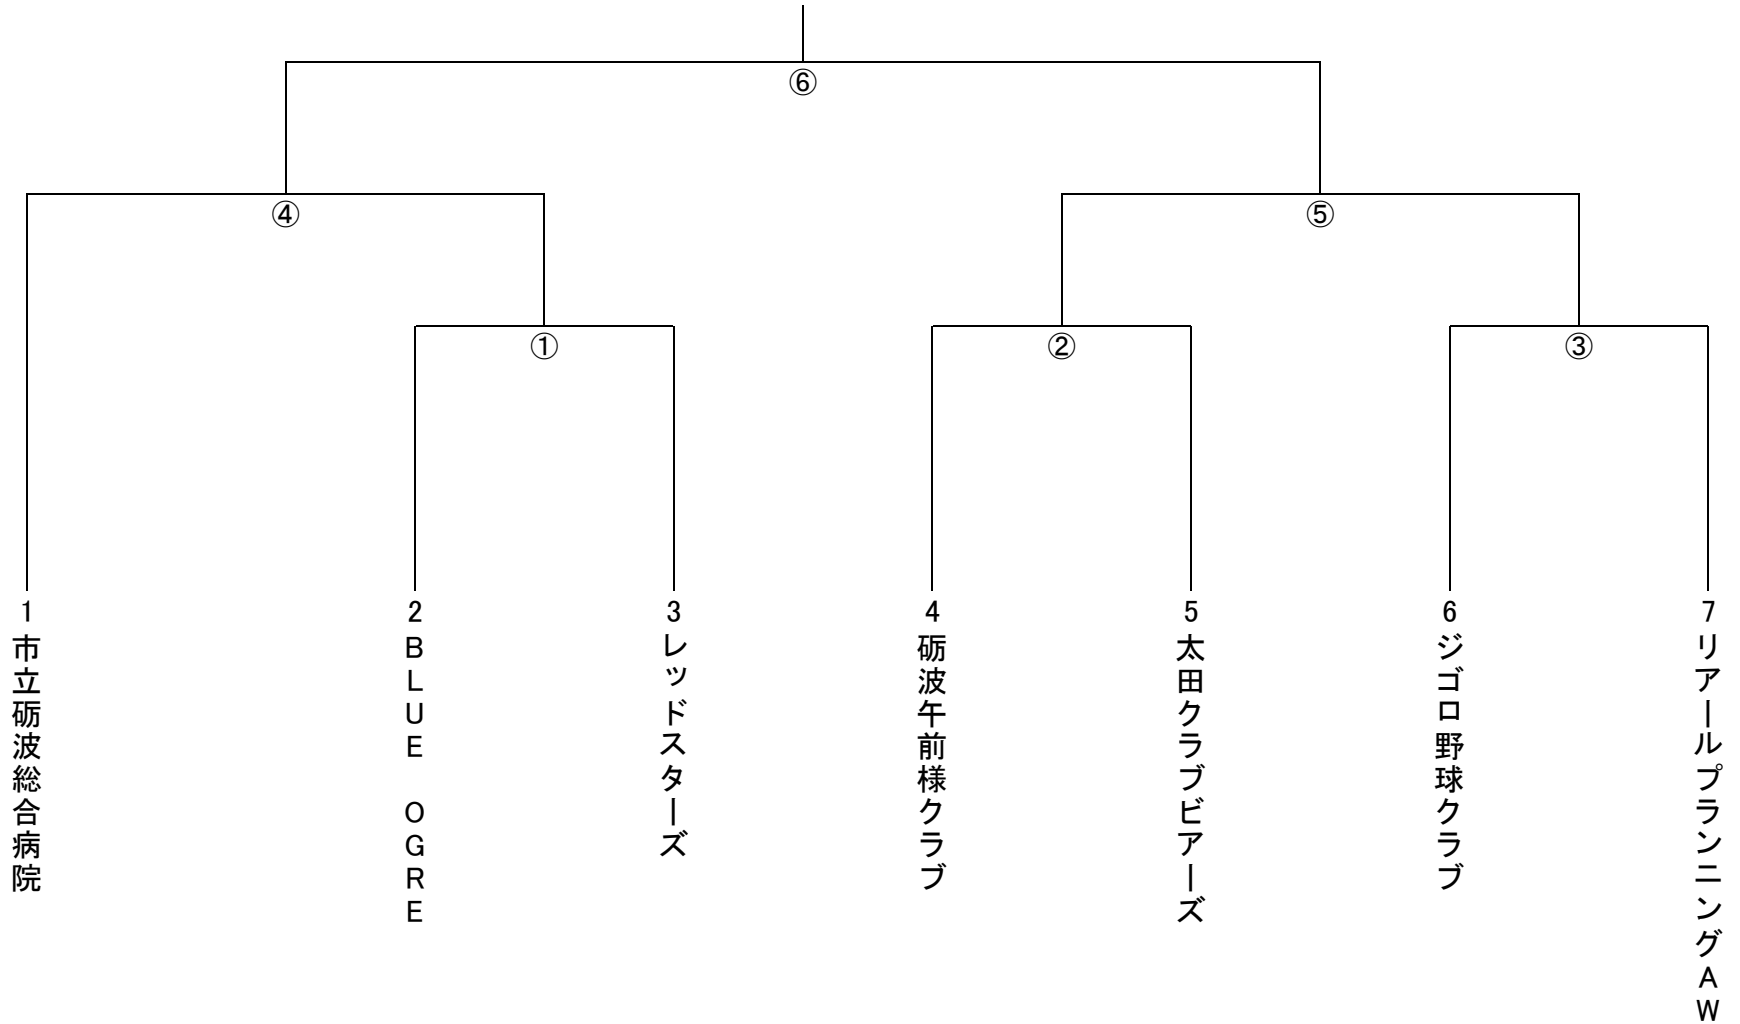 ⑥
④
⑤
①
②
③
1 市立砺波総合病院
2 BLUE OGRE
3 レッドスターズ
4 砺波午前様クラブ
5 太田クラブビアーズ
6 ジゴロ野球クラブ
7 リアールプランニングAW